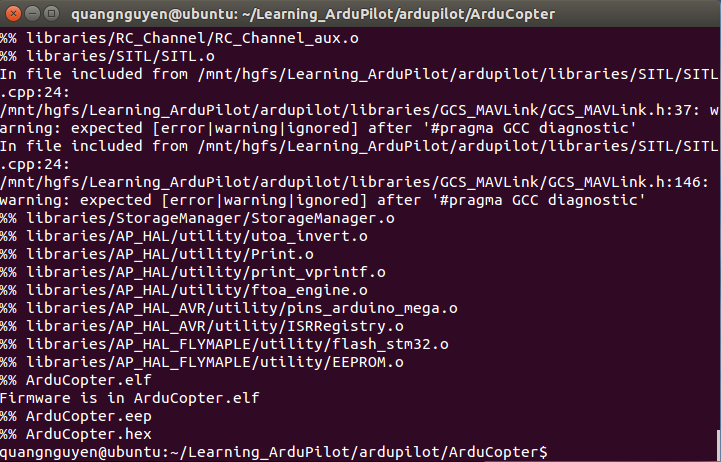 quangnguyen@ubuntu: ~/Learning_ArduPilot/ardupilot/ArduCopter
%% libraries/RC_Channel/RC_Channel_aux.o
%% libraries/SITL/SITL.o
In file included from /mnt/hgfs/Learning_ArduPilot/ardupilot/libraries/SITL/SITL
.cpp:24:
/mnt/hgfs/Learning_ArduPilot/ardupilot/libraries/GCS_MAVLink/GCS_MAVLink.h:37: w
arning: expected [error|warning|ignored] after '#pragma GCC diagnostic'
In file included from /mnt/hgfs/Learning_ArduPilot/ardupilot/libraries/SITL/SITL
.cpp:24:
/mnt/hgfs/Learning_ArduPilot/ardupilot/libraries/GCS_MAVLink/GCS_MAVLink.h:146:
warning: expected [error|warning|ignored] after '#pragma GCC diagnostic'
%% libraries/StorageManager/StorageManager.o
%% libraries/AP_HAL/utility/utoa_invert.o
%% libraries/AP_HAL/utility/Print.o
%% libraries/AP_HAL/utility/print_vprintf.o
%% libraries/AP_HAL/utility/ftoa_engine.o
%% libraries/AP_HAL_AVR/utility/pins_arduino_mega.o
%% libraries/AP_HAL_AVR/utility/ISRRegistry.o
%% libraries/AP_HAL_FLYMAPLE/utility/flash_stm32.o
%% libraries/AP_HAL_FLYMAPLE/utility/EEPROM.o
%% ArduCopter.elf
Firmware is in ArduCopter.elf
%% ArduCopter.eep
%% ArduCopter.hex
quangnguyen@ubuntu:~/Learning_ArduPilot/ardupilot/ArduCopter$